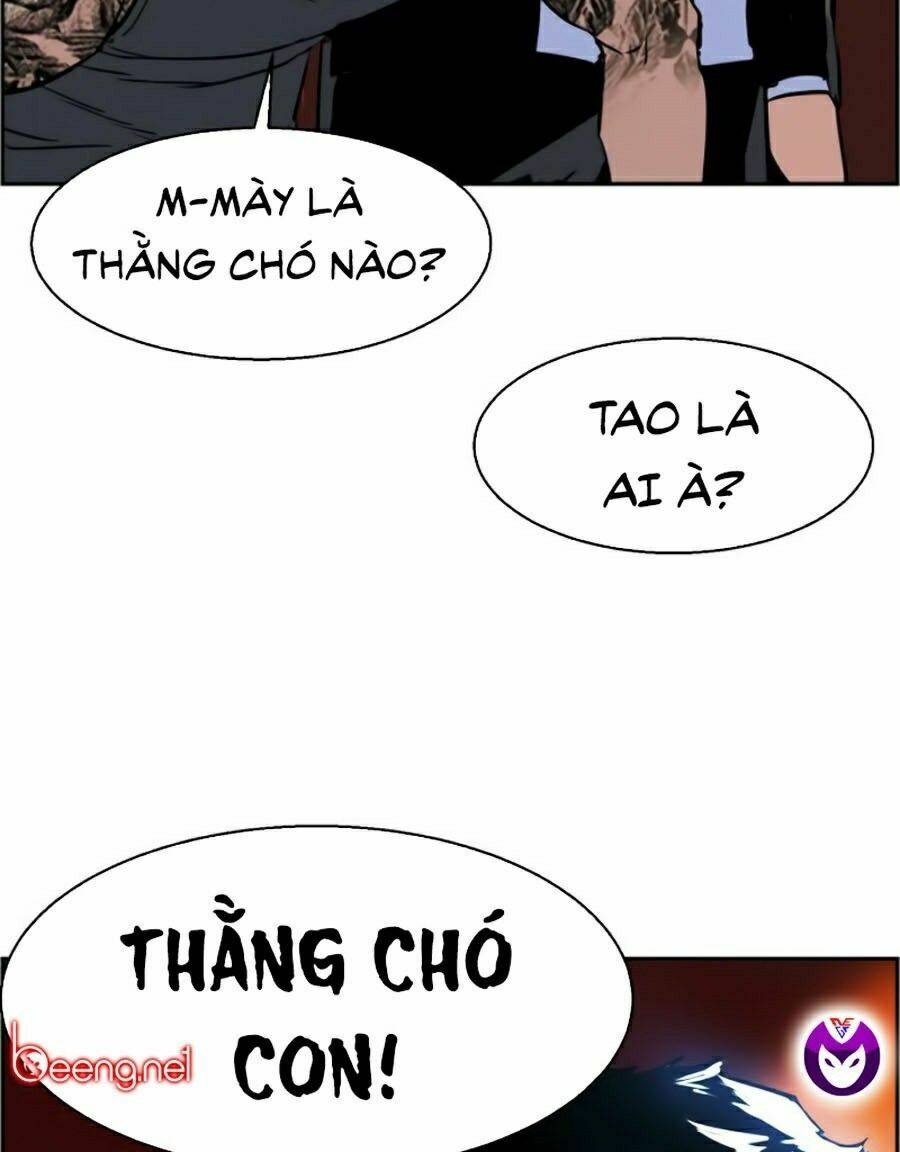 M-MÀY LÀ
THẰNG CHÓ NÀO?
TAO LÀ
AI À?
THẰNG CHÓ
CON!
beeng.net